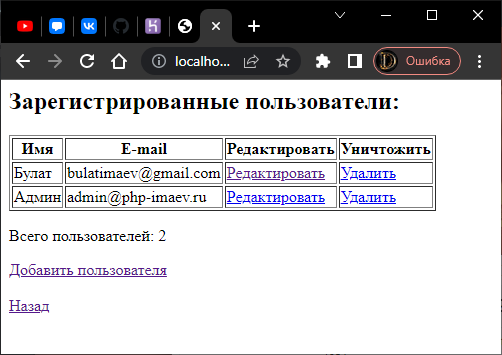 localho...
Ошибка
Зарегистрированные пользователи:
Имя E-mail Редактировать Уничтожить
Булат bulatimaev@gmail.com Редактировать Удалить
Админ admin@php-imaev.ru Редактировать Удалить
Всего пользователей: 2
Добавить пользователя
Назад